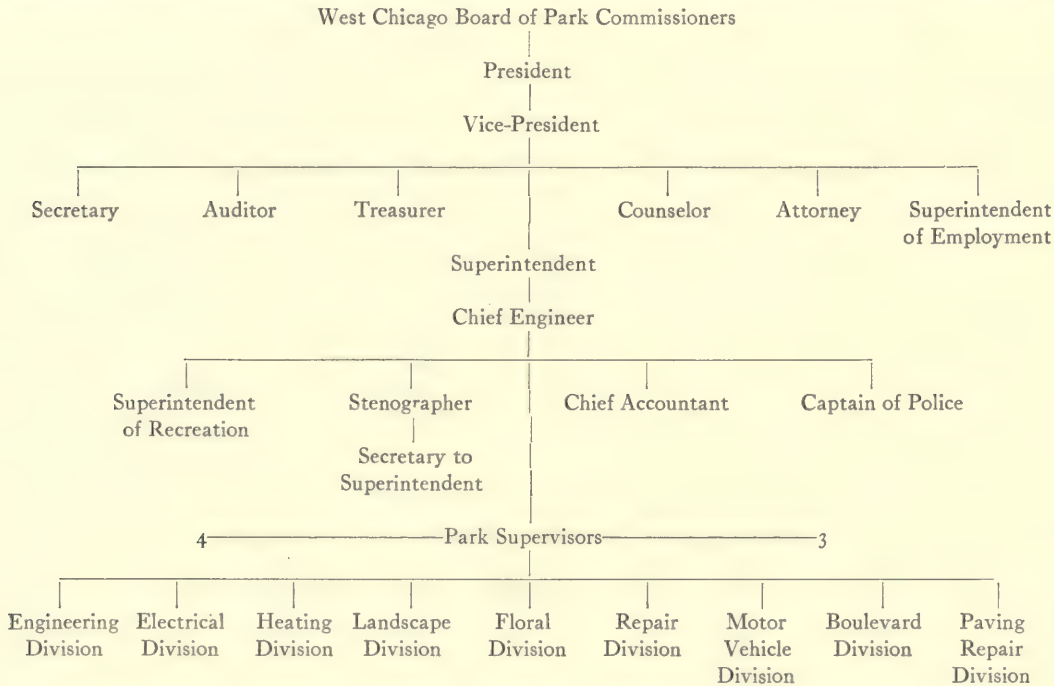 West Chicago Board of Park Commissioners
President
Vice-President
Secretary
Auditor
Treasurer
Counselor
Attorney
Superintendent
of Employment
Superintendent
Chief Engineer
Superintendent
of Recreation
Stenographer
Chief Accountant
Captain of Police
Secretary to
Superintendent
4
Park Supervisors
3
Engineering
Division
Electrical
Division
Heating
Division
Landscape
Division
Floral
Division
Repair
Division
Motor
Vehicle
Division
Boulevard
Division
Paving
Repair
Division